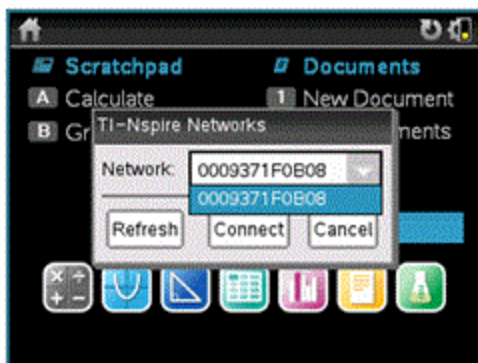 Scratchpad
Documents
A Calculate
1 New Document
B Gr
ments
TI-Nspire Networks
Network: 0009371F0B08
0009371F0B08
Refresh Connect Cancel